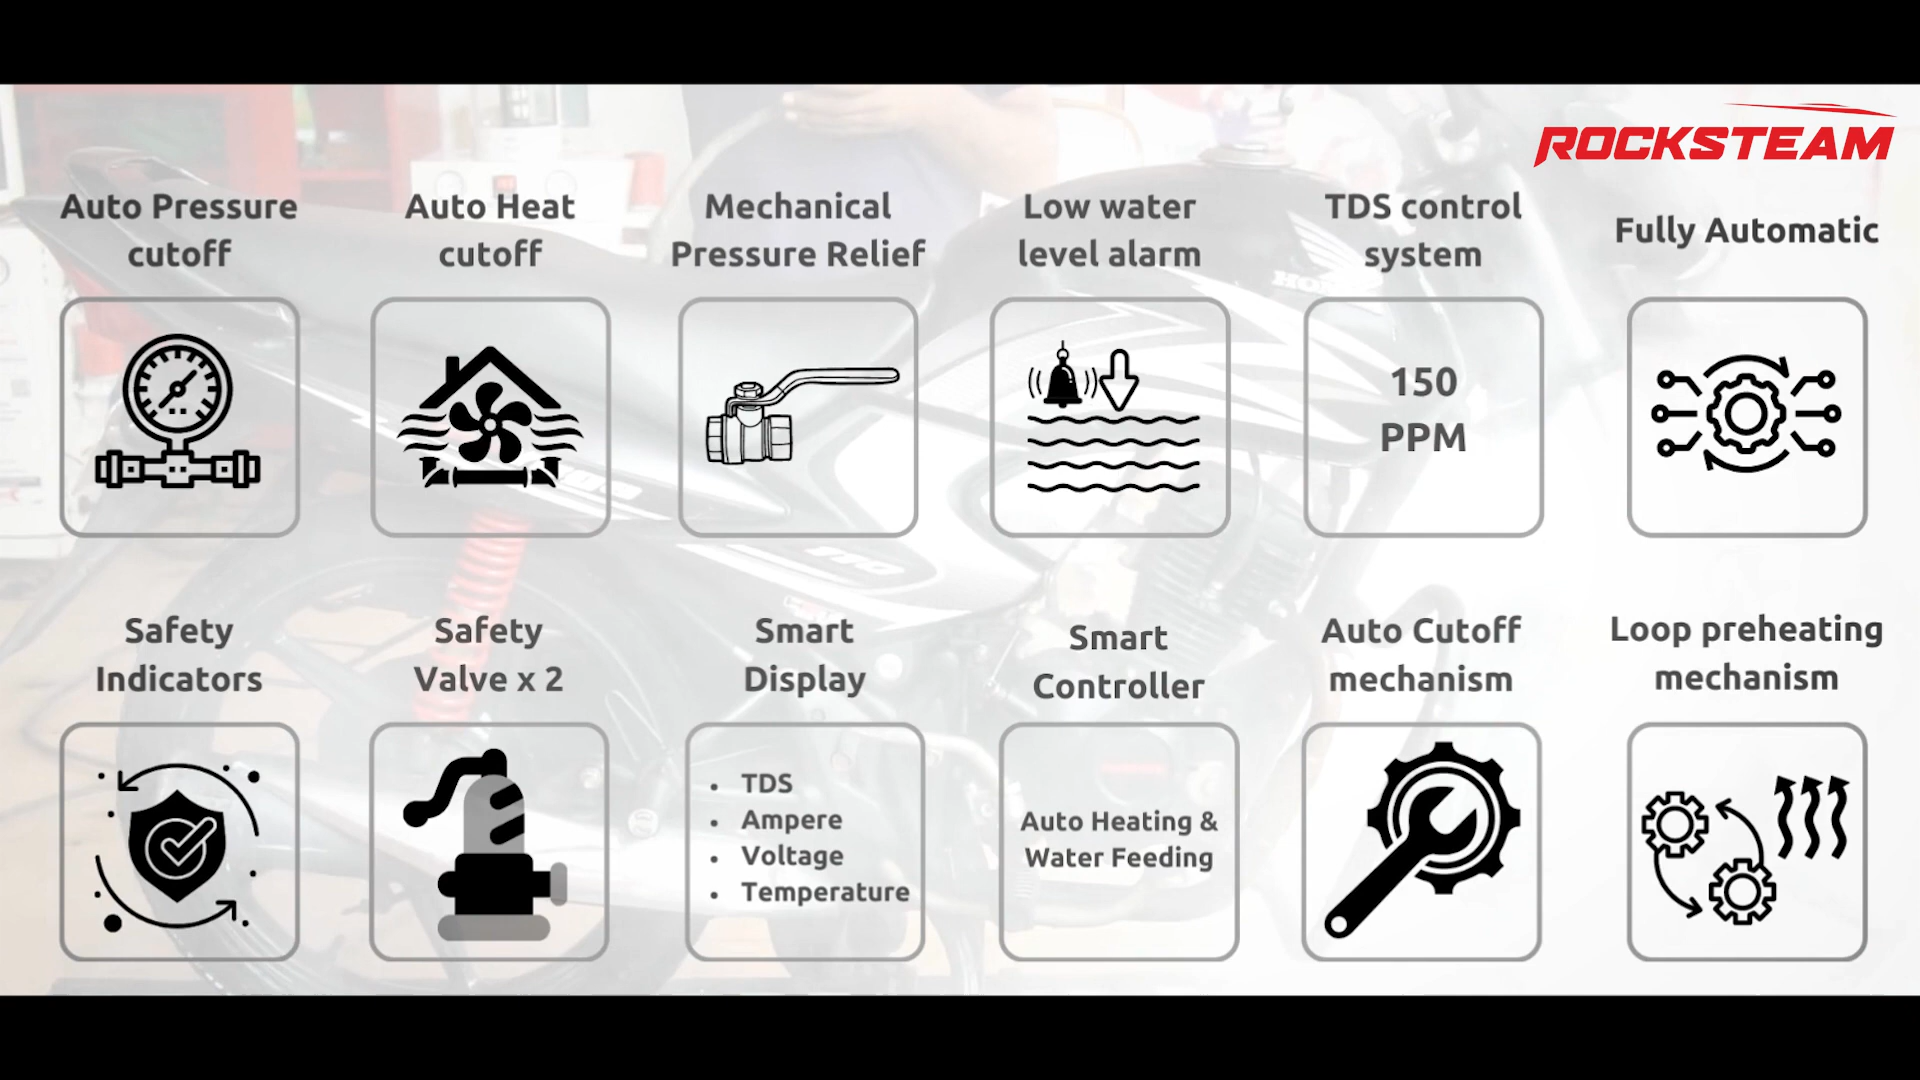 ROCKSTEAM
Auto Pressure
cutoff
Auto Heat
cutoff
Mechanical
Pressure Relief
Low water
level alarm
TDS control
system
Fully Automatic
150
PPM
Safety
Indicators
Safety
Valve x 2
Smart
Display
Smart
Controller
Auto Cutoff
mechanism
Loop preheating
mechanism
• TDS
• Ampere
• Voltage
• Temperature
Auto Heating &
Water Feeding